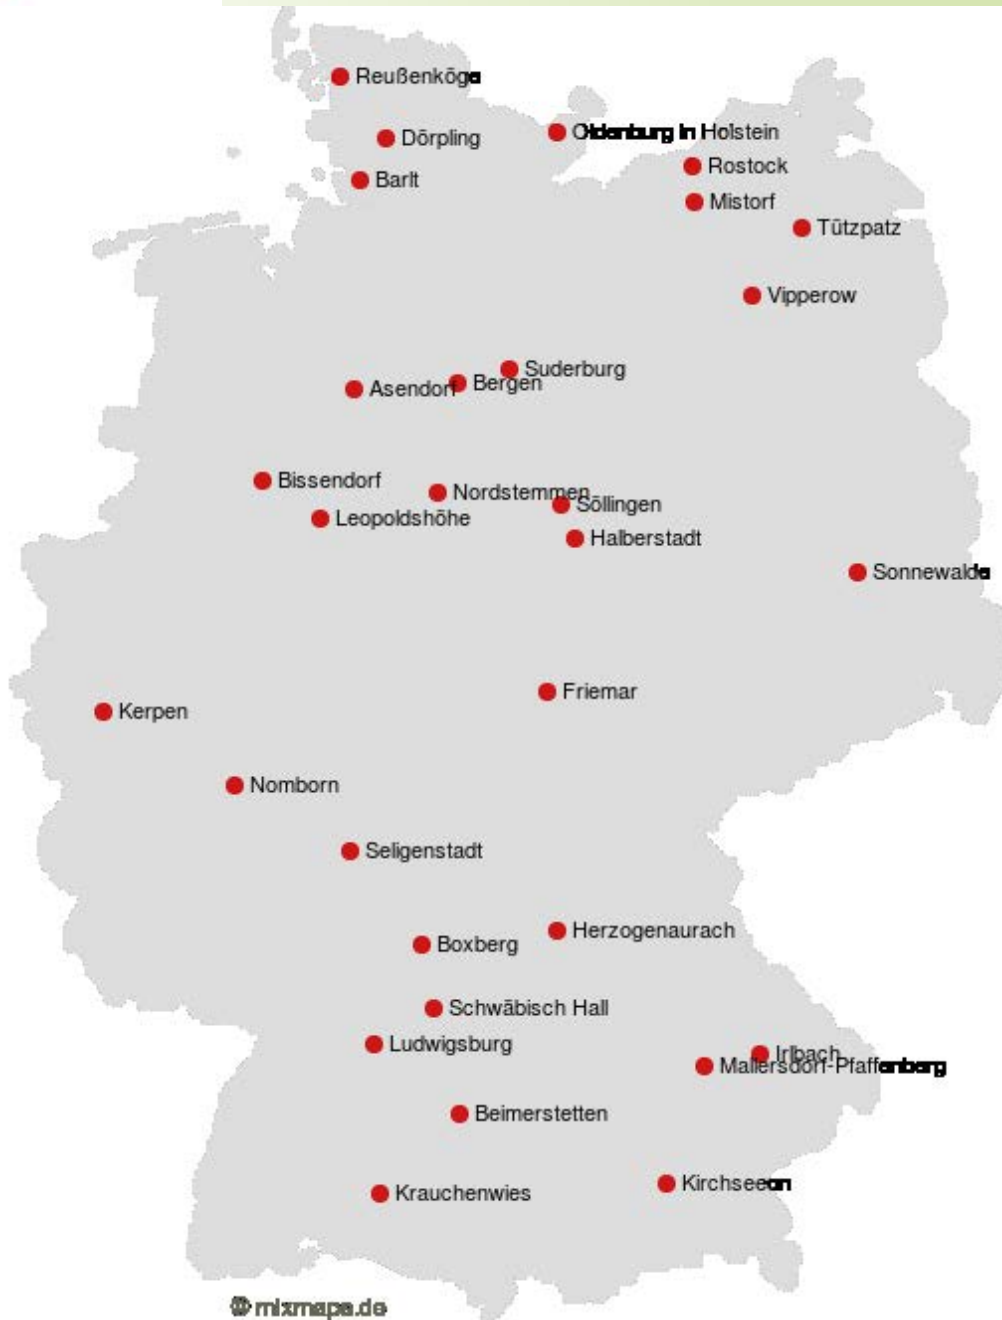 Reußenköge
Oldenburg in Holstein
Dörpling
Rostock
Barlt
Mistorf
Tützpatz
Vipperow
Suderburg
Bergen
Asendorf
Bissendorf
Nordstemmen
Söllingen
Leopoldshöhe
Halberstadt
Sonnewalde
Friemar
Kerpen
Nomborn
Seligenstadt
Herzogenaurach
Boxberg
Schwäbisch Hall
Ludwigsburg
Irlbach
Mallersdorf-Pfaffenberg
Beimerstetten
Kirchseeon
Krauchenwies
© mixmaps.de